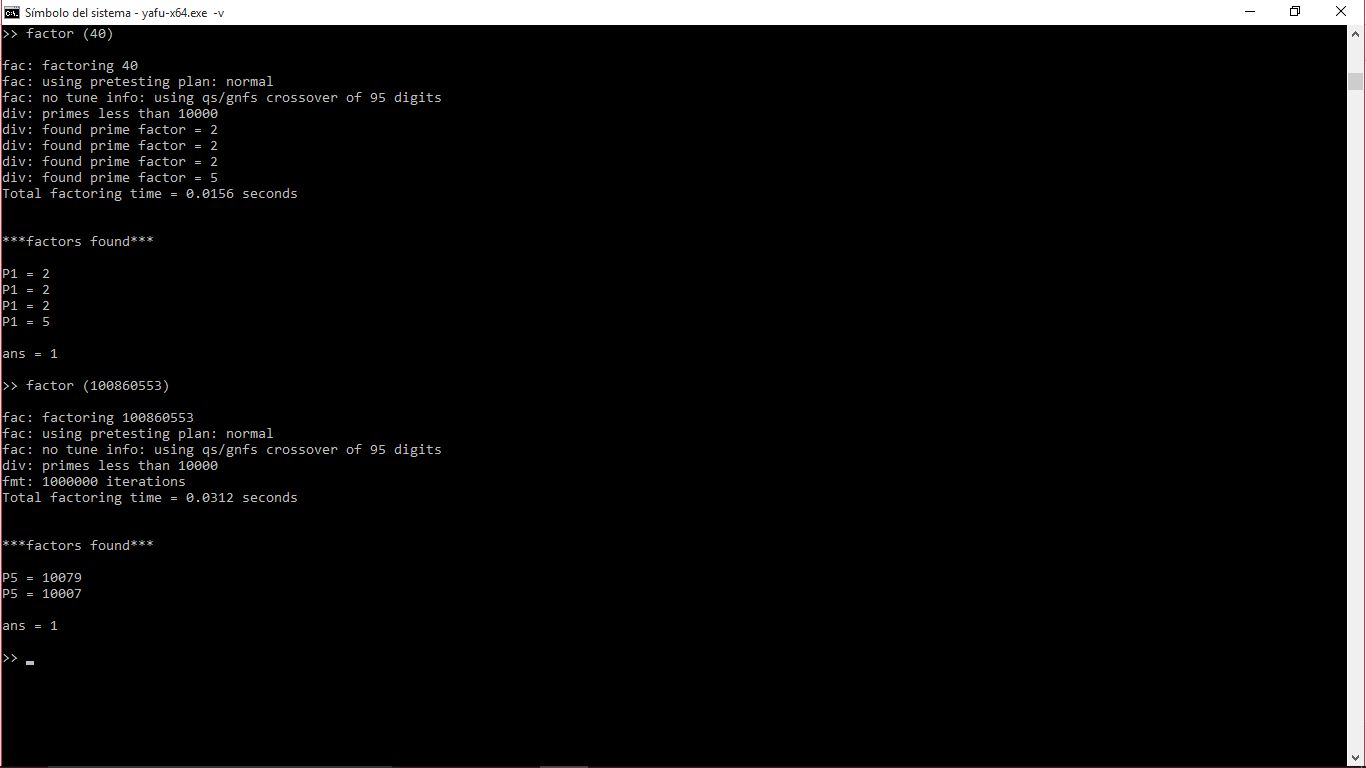 Símbolo del sistema - yafu-x64.exe -v
>> factor (40)
fac: factoring 40
fac: using pretesting plan: normal
fac: no tune info: using qs/gnfs crossover of 95 digits
div: primes less than 10000
div: found prime factor = 2
div: found prime factor = 2
div: found prime factor = 2
div: found prime factor = 5
Total factoring time = 0.0156 seconds
***factors found***
P1 = 2
P1 = 2
P1 = 2
P1 = 5
ans = 1
>> factor (100860553)
fac: factoring 100860553
fac: using pretesting plan: normal
fac: no tune info: using qs/gnfs crossover of 95 digits
div: primes less than 10000
fmt: 1000000 iterations
Total factoring time = 0.0312 seconds
***factors found***
P5 = 10079
P5 = 10007
ans = 1
>>